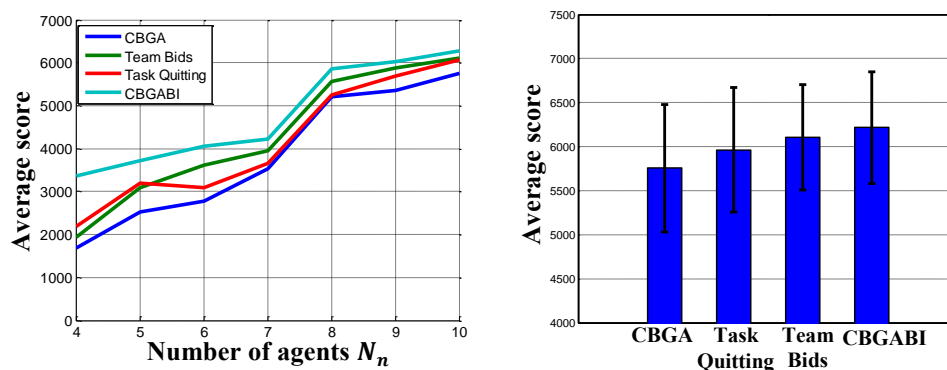 7000
6000
5000
4000
3000
2000
1000
0
Average score
CBGA
Team Bids
Task Quitting
CBGABI
4 5 6 7 8 9 10
Number of agents Nn
7500
7000
6500
6000
5500
5000
4500
4000
Average score
CBGA
Task
Quitting
Team
Bids
CBGABI